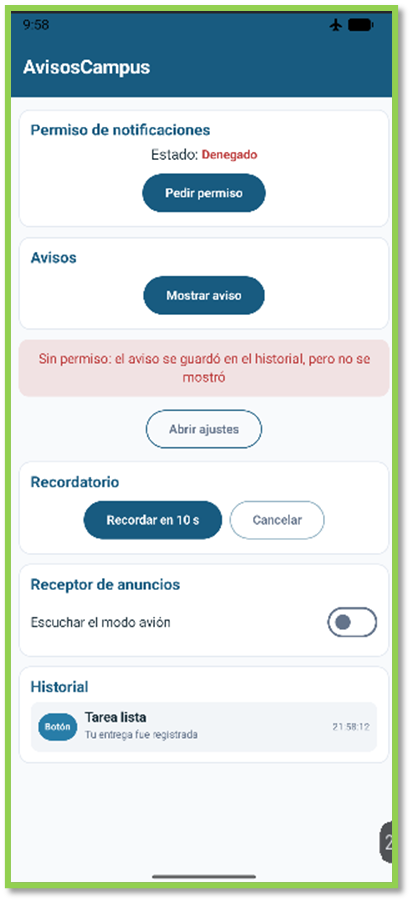 9:58
AvisosCampus
Permiso de notificaciones
Estado: Denegado
Pedir permiso
Avisos
Mostrar aviso
Sin permiso: el aviso se guardó en el historial, pero no se
mostró
Abrir ajustes
Recordatorio
Recordar en 10 s
Cancelar
Receptor de anuncios
Escuchar el modo avión
Historial
Botón
Tarea lista
Tu entrega fue registrada
21:58:12
2